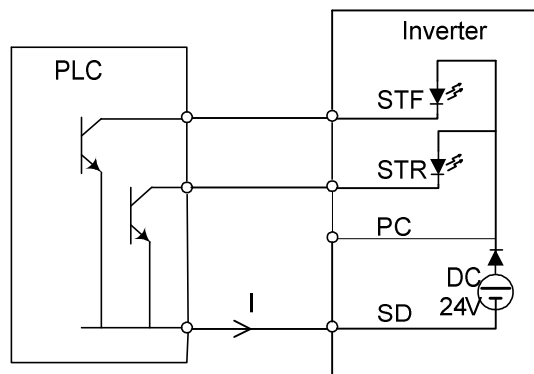 Inverter
PLC
STF
STR
PC
DC
24V
I
SD